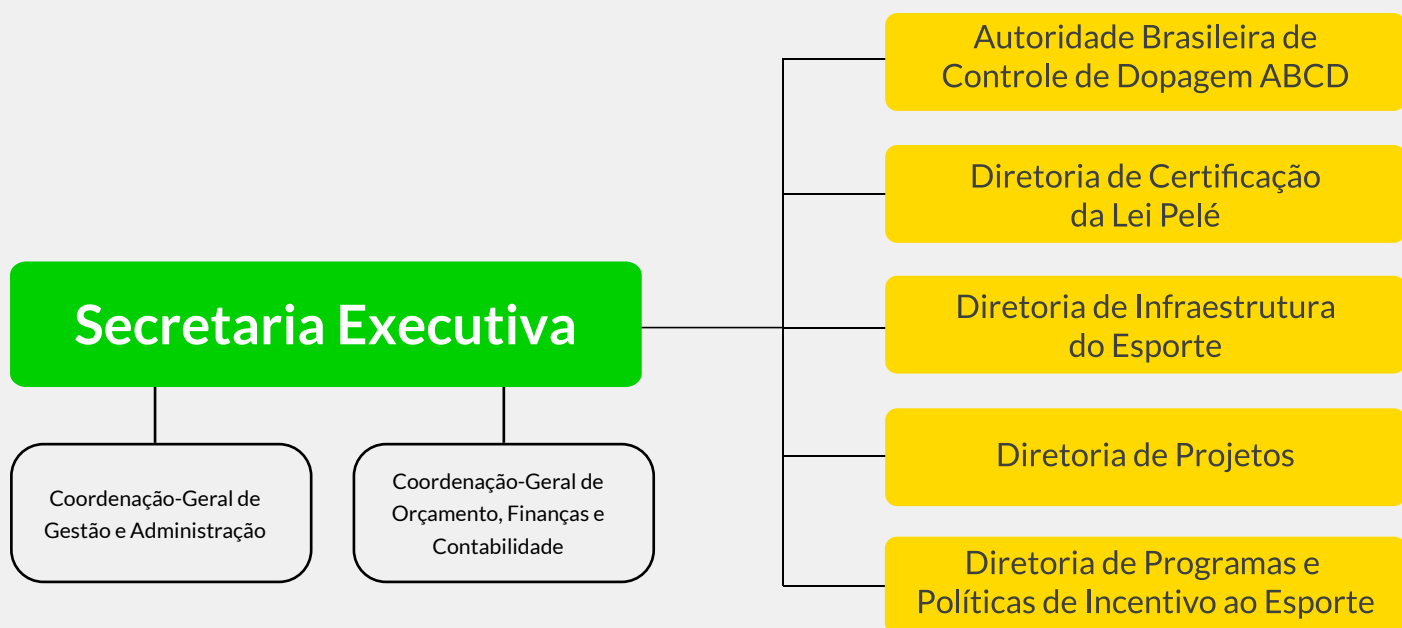 Autoridade Brasileira de
Controle de Dopagem ABCD
Diretoria de Certificação
da Lei Pelé
Secretaria Executiva
Diretoria de Infraestrutura
do Esporte
Coordenação-Geral de
Gestão e Administração
Coordenação-Geral de
Orçamento, Finanças e
Contabilidade
Diretoria de Projetos
Diretoria de Programas e
Políticas de Incentivo ao Esporte